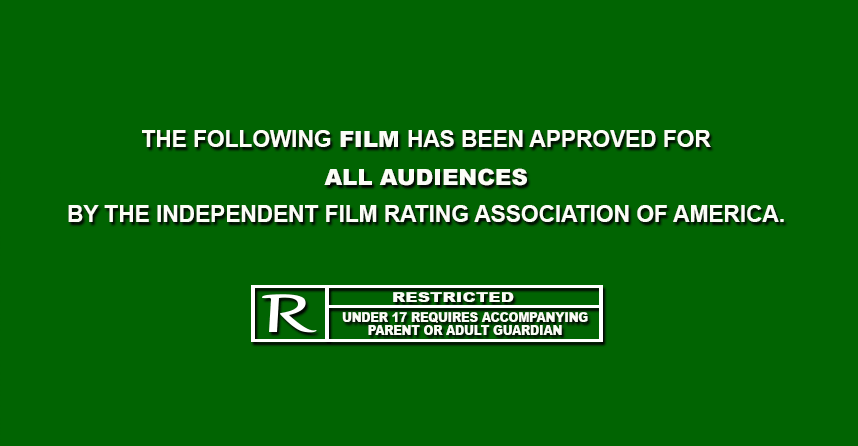 THE FOLLOWING FILM HAS BEEN APPROVED FOR
ALL AUDIENCES
BY THE INDEPENDENT FILM RATING ASSOCIATION OF AMERICA.
R
RESTRICTED
UNDER 17 REQUIRES ACCOMPANYING
PARENT OR ADULT GUARDIAN